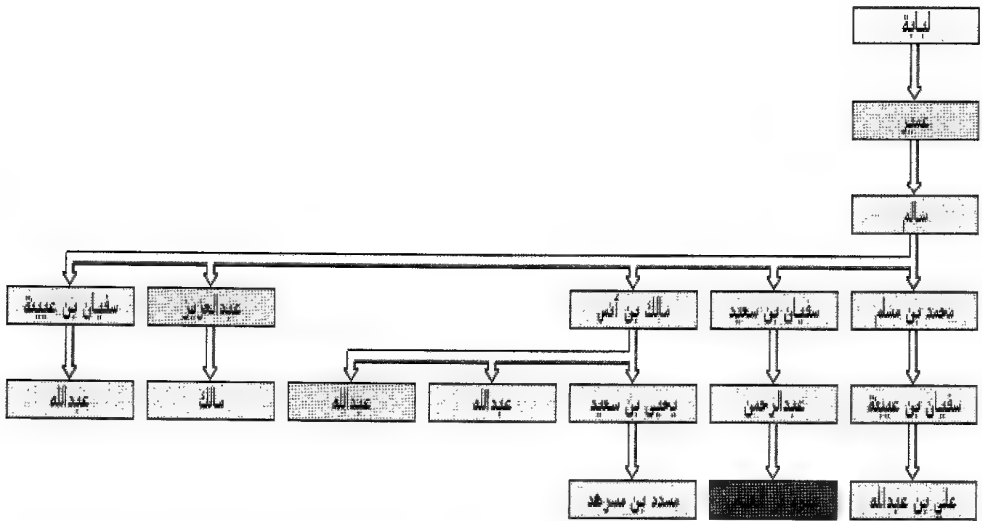 لبابة
عمير
سالم
محمد بن مسلم
سفيان بن سعيد
مالك بن أنس
عبدالعزيز
سفيان بن عيينة
سفيان بن عيينة
عبدالرحمن
يحيى بن سعيد
عبدالله
عبدالله
مالك
عبدالله
علي بن عبدالله
مسدد بن مسرهد